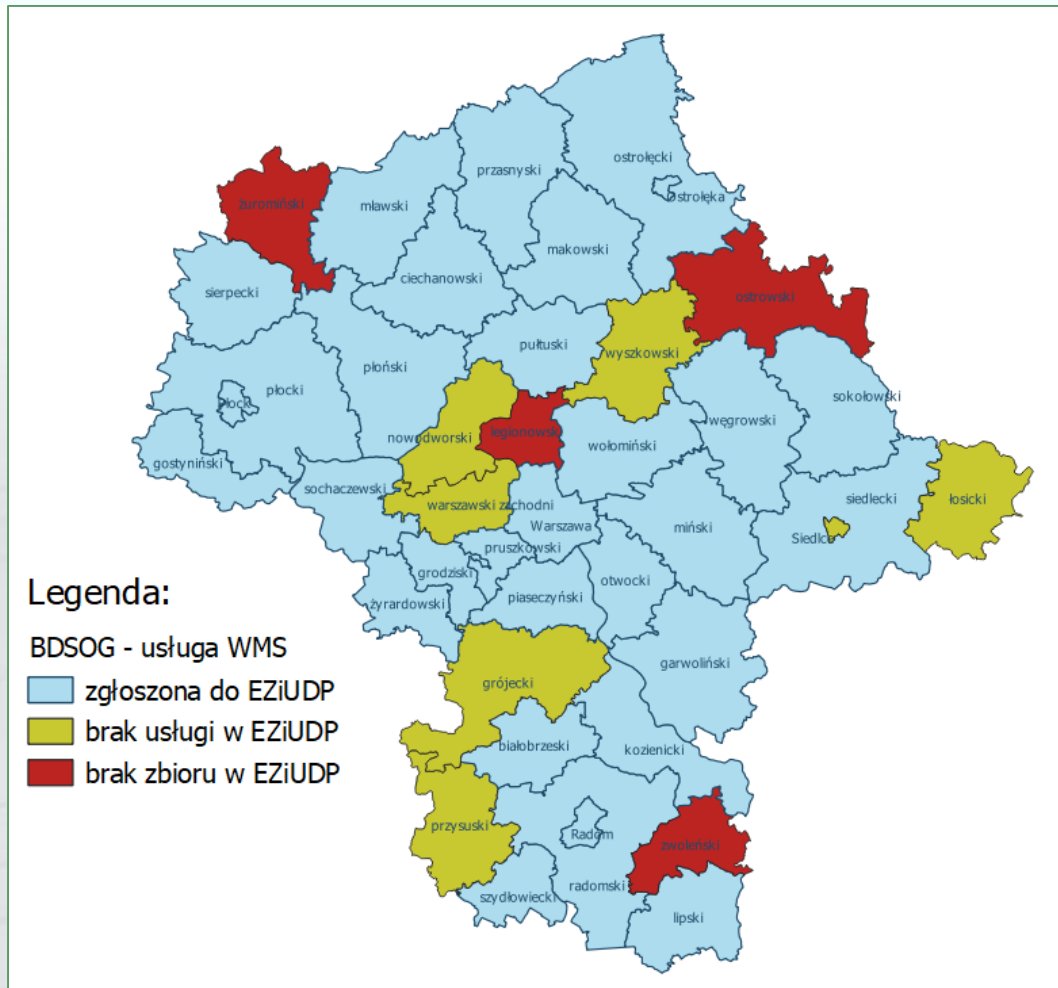 ostrołęcki
przasnyski
Ostrołęka
żuromiński
mławski
makowski
ciechanowski
sierpecki
ostrowski
pułtuski
wyszkowski
płoński
płocki
Płock
sokołowski
węgrowski
nowodworski
legionowski
wołomiński
gostyniński
sochaczewski
siedlecki
łosicki
warszawski zachodni
Warszawa
miński
Siedlce
pruszkowski
grodziski
otwocki
piaseczyński
żyrardowski
garwoliński
grójecki
białobrzeski
kozienicki
przysuski
Radom
zwoleński
radomski
szydłowiecki
lipski
Legenda:
BDSOG - usługa WMS
zgłoszona do EZiUDP
brak usługi w EZiUDP
brak zbioru w EZiUDP